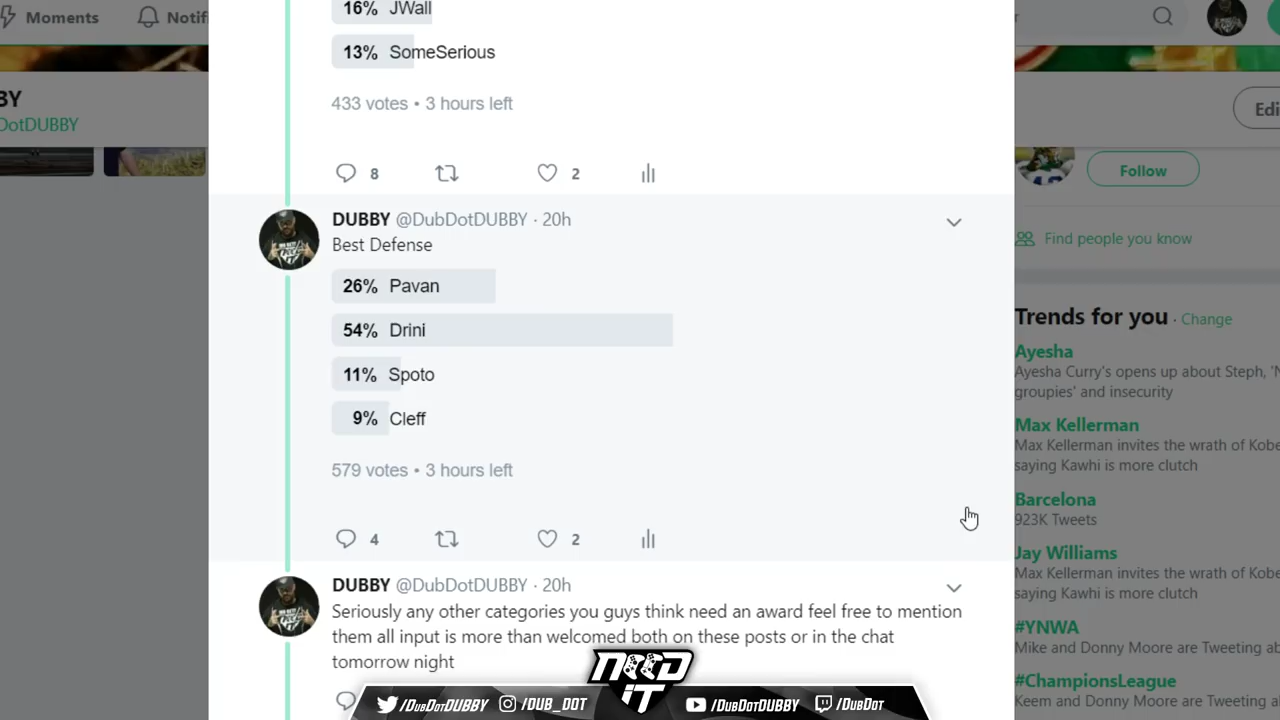 Moments
Notif
BY
DotDUBBY
16% JWall
13% SomeSerious
433 votes • 3 hours left
8
2
DUBBY @DubDotDUBBY · 20h
Best Defense
26% Pavan
54% Drini
11% Spoto
9% Cleff
579 votes • 3 hours left
4
2
DUBBY @DubDotDUBBY · 20h
Seriously any other categories you guys think need an award feel free to mention
them all input is more than welcomed both on these posts or in the chat
tomorrow night
NEED
IT
/DubDotDUBBY
/DUB_DOT
/DubDotDUBBY
/DubDot
Edi
Follow
Find people you know
Trends for you · Change
Ayesha
Ayesha Curry's opens up about Steph, 'N
groupies' and insecurity
Max Kellerman
Max Kellerman invites the wrath of Kobe
saying Kawhi is more clutch
Barcelona
923K Tweets
Jay Williams
Max Kellerman invites the wrath of Kobe
saying Kawhi is more clutch
#YNWA
Mike and Donny Moore are Tweeting ab
#ChampionsLeague
Keem and Donny Moore are Tweeting a